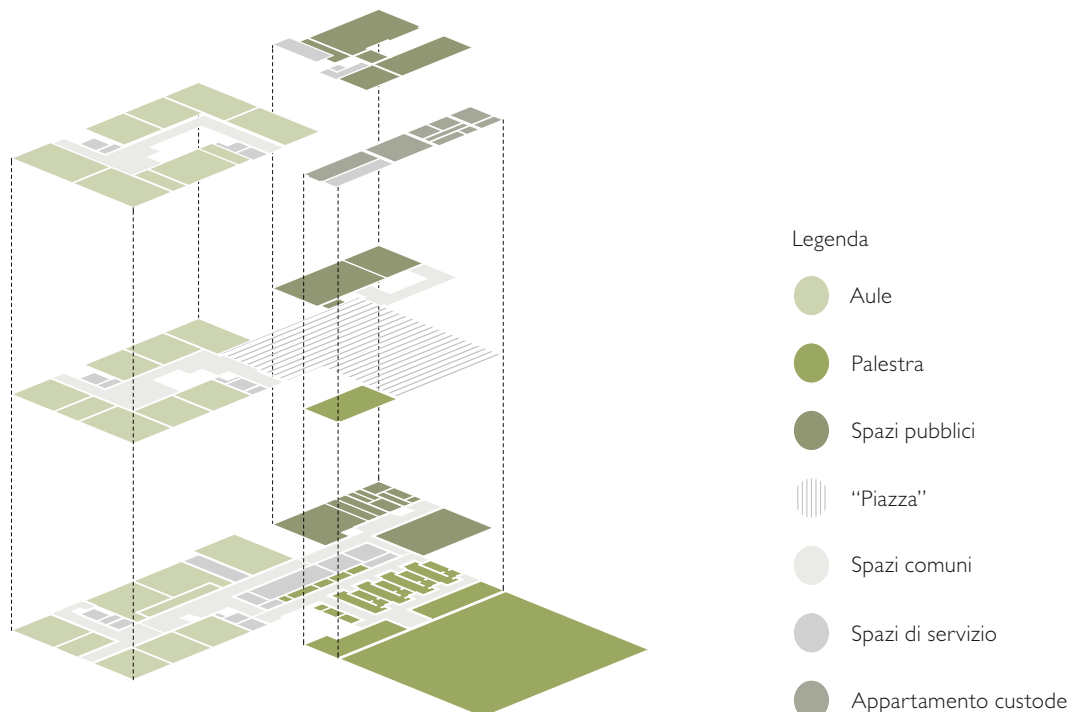 Legenda
Aule
Palestra
Spazi pubblici
“Piazza”
Spazi comuni
Spazi di servizio
Appartamento custode